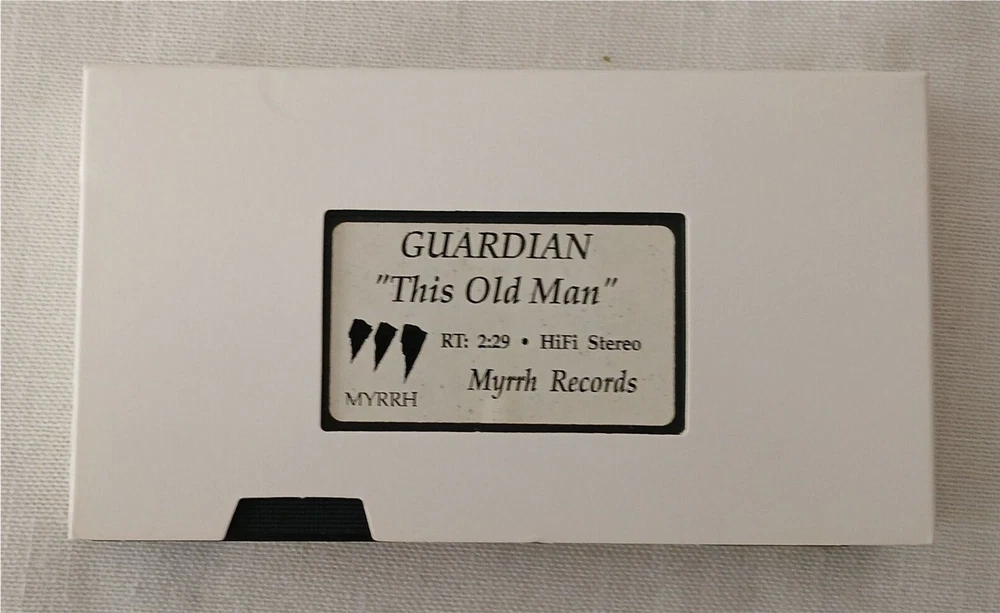 GUARDIAN
"This Old Man"
RT: 2:29 • HiFi Stereo
Myrrh Records
MYRRH